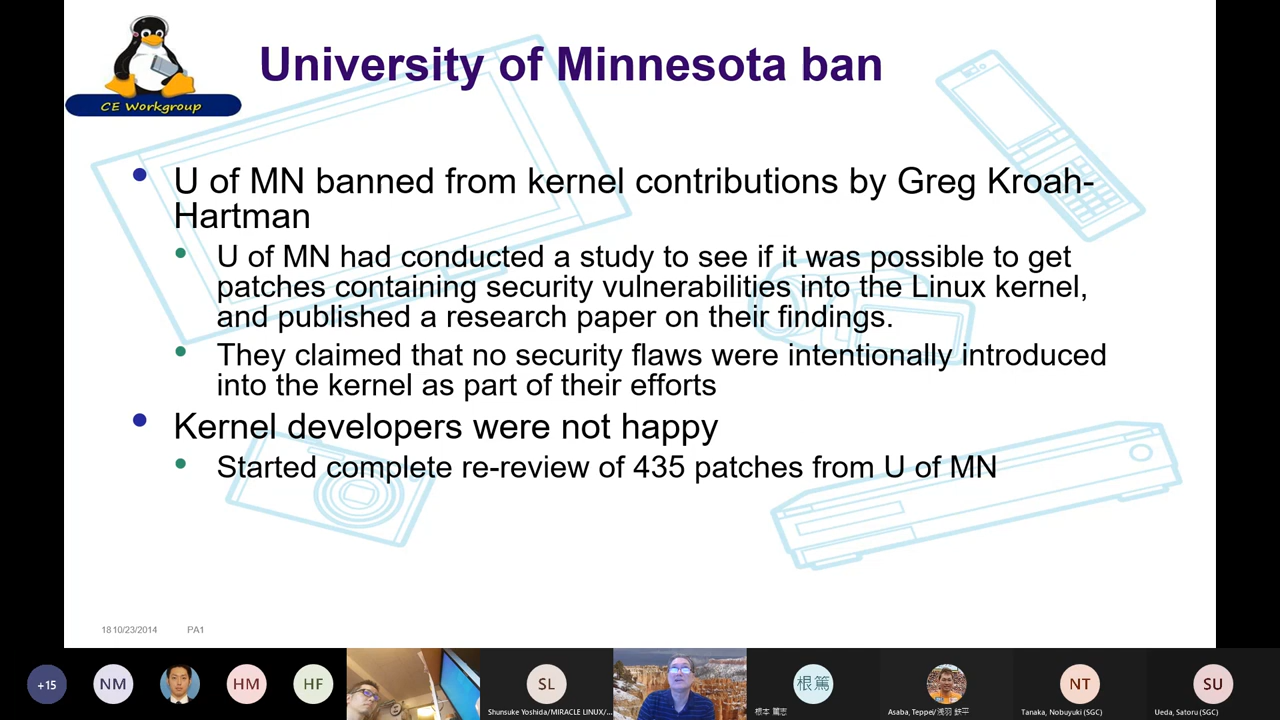 CE Workgroup
University of Minnesota ban
• U of MN banned from kernel contributions by Greg Kroah-
Hartman
• U of MN had conducted a study to see if it was possible to get
patches containing security vulnerabilities into the Linux kernel,
and published a research paper on their findings.
• They claimed that no security flaws were intentionally introduced
into the kernel as part of their efforts
• Kernel developers were not happy
• Started complete re-review of 435 patches from U of MN
18 10/23/2014 PA1
+15 NM HM HF SL 根篤 NT SU
Shunsuke Yoshida/MIRACLE LINUX/... 根本 篤志 Asaba, Teppei/浅羽 鉄平 Tanaka, Nobuyuki (SGC) Ueda, Satoru (SGC)